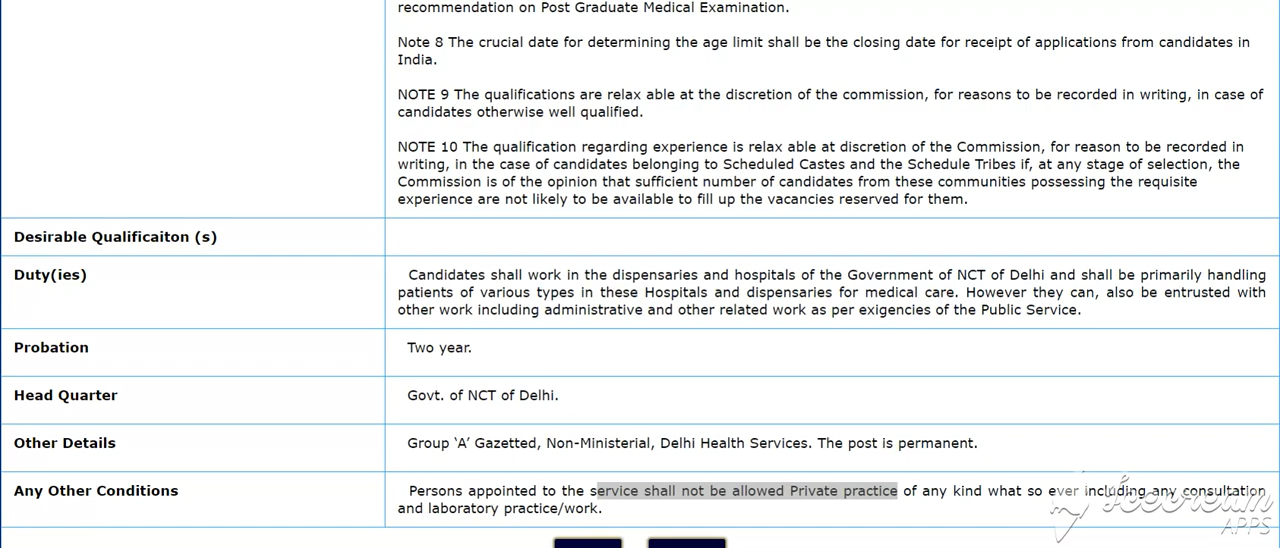 recommendation on Post Graduate Medical Examination.
Note 8 The crucial date for determining the age limit shall be the closing date for receipt of applications from candidates in
India.
NOTE 9 The qualifications are relax able at the discretion of the commission, for reasons to be recorded in writing, in case of
candidates otherwise well qualified.
NOTE 10 The qualification regarding experience is relax able at discretion of the Commission, for reason to be recorded in
writing, in the case of candidates belonging to Scheduled Castes and the Schedule Tribes if, at any stage of selection, the
Commission is of the opinion that sufficient number of candidates from these communities possessing the requisite
experience are not likely to be available to fill up the vacancies reserved for them.
Desirable Qualificaiton (s)
Duty(ies)
Candidates shall work in the dispensaries and hospitals of the Government of NCT of Delhi and shall be primarily handling
patients of various types in these Hospitals and dispensaries for medical care. However they can, also be entrusted with
other work including administrative and other related work as per exigencies of the Public Service.
Probation
Two year.
Head Quarter
Govt. of NCT of Delhi.
Other Details
Group ‘A’ Gazetted, Non-Ministerial, Delhi Health Services. The post is permanent.
Any Other Conditions
Persons appointed to the service shall not be allowed Private practice of any kind what so ever including any consultation
and laboratory practice/work.
Icecream
APPS